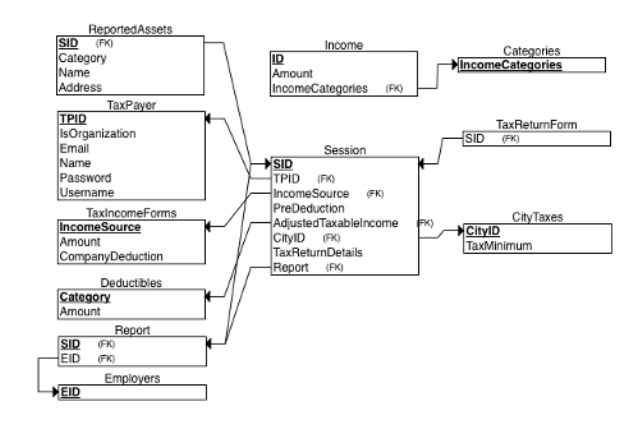 ReportedAssets
SID (FK)
Category
Name
Address
TaxPayer
TPID
IsOrganization
Email
Name
Password
Username
TaxIncomeForms
IncomeSource
Amount
CompanyDeduction
Deductibles
Category
Amount
Report
SID (FK)
EID (FK)
Employers
EID
Income
ID
Amount
IncomeCategories (FK)
Session
SID
TPID (FK)
IncomeSource (FK)
PreDeduction
AdjustedTaxableIncome (FK)
CityID (FK)
TaxReturnDetails
Report (FK)
Categories
IncomeCategories
TaxReturnForm
SID (FK)
CityTaxes
CityID
TaxMinimum